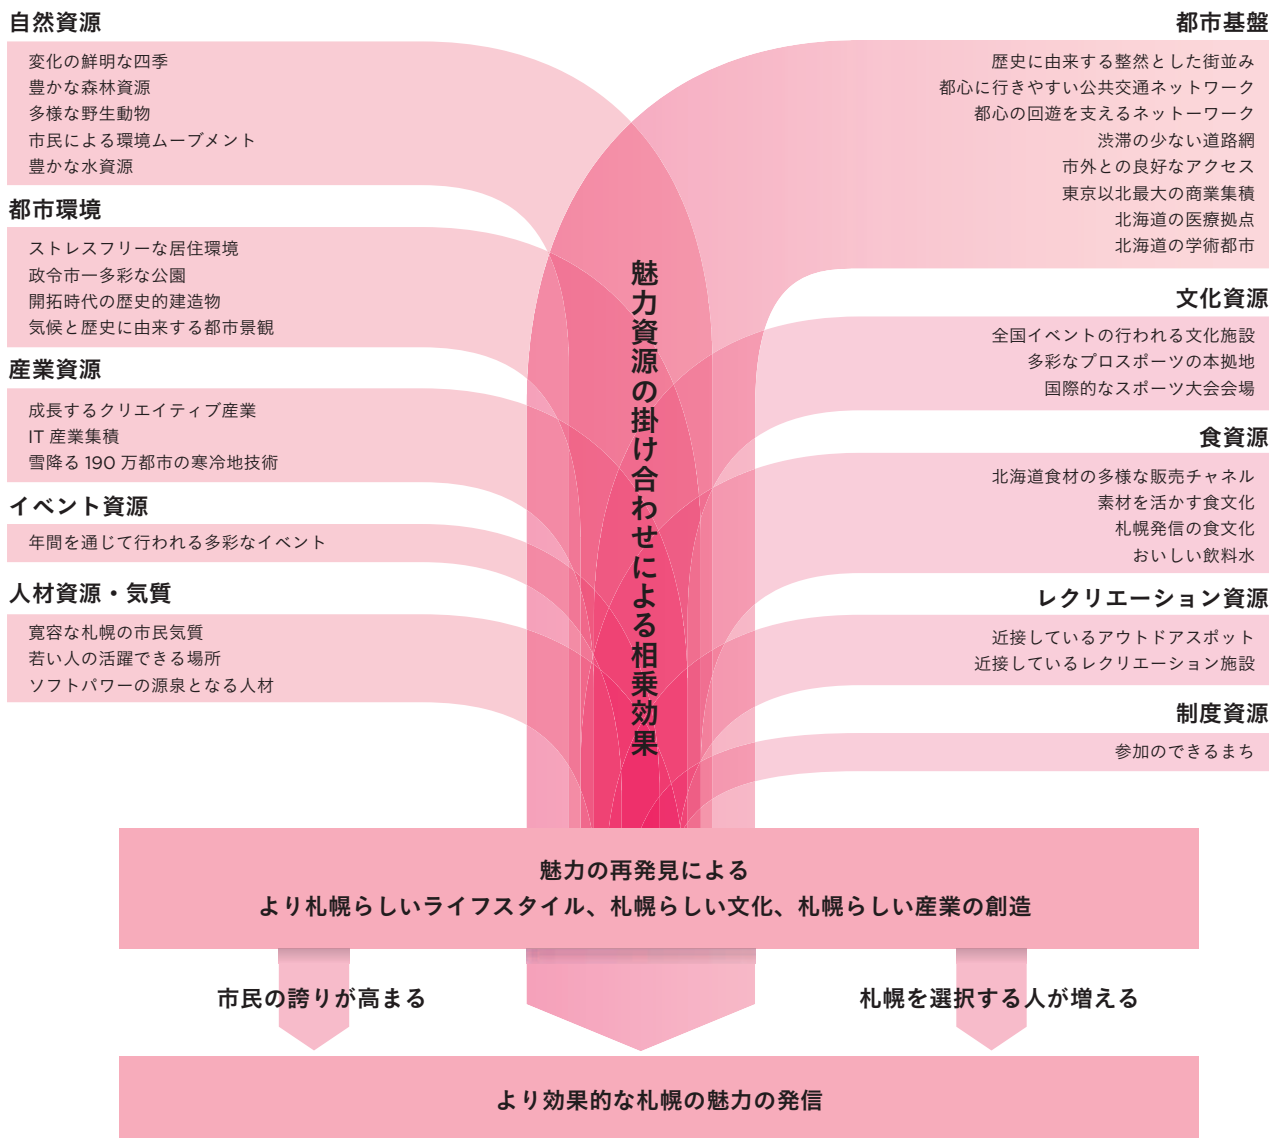 自然資源
変化の鮮明な四季
豊かな森林資源
多様な野生動物
市民による環境ムーブメント
豊かな水資源
都市環境
ストレスフリーな居住環境
政令市一多彩な公園
開拓時代の歴史的建造物
気候と歴史に由来する都市景観
産業資源
成長するクリエイティブ産業
IT 産業集積
雪降る 190 万都市の寒冷地技術
イベント資源
年間を通じて行われる多彩なイベント
人材資源・気質
寛容な札幌の市民気質
若い人の活躍できる場所
ソフトパワーの源泉となる人材
魅力資源の掛け合わせによる相乗効果
都市基盤
歴史に由来する整然とした街並み
都心に行きやすい公共交通ネットワーク
都心の回遊を支えるネットーワーク
渋滞の少ない道路網
市外との良好なアクセス
東京以北最大の商業集積
北海道の医療拠点
北海道の学術都市
文化資源
全国イベントの行われる文化施設
多彩なプロスポーツの本拠地
国際的なスポーツ大会会場
食資源
北海道食材の多様な販売チャネル
素材を活かす食文化
札幌発信の食文化
おいしい飲料水
レクリエーション資源
近接しているアウトドアスポット
近接しているレクリエーション施設
制度資源
参加のできるまち
魅力の再発見による
より札幌らしいライフスタイル、札幌らしい文化、札幌らしい産業の創造
市民の誇りが高まる
札幌を選択する人が増える
より効果的な札幌の魅力の発信